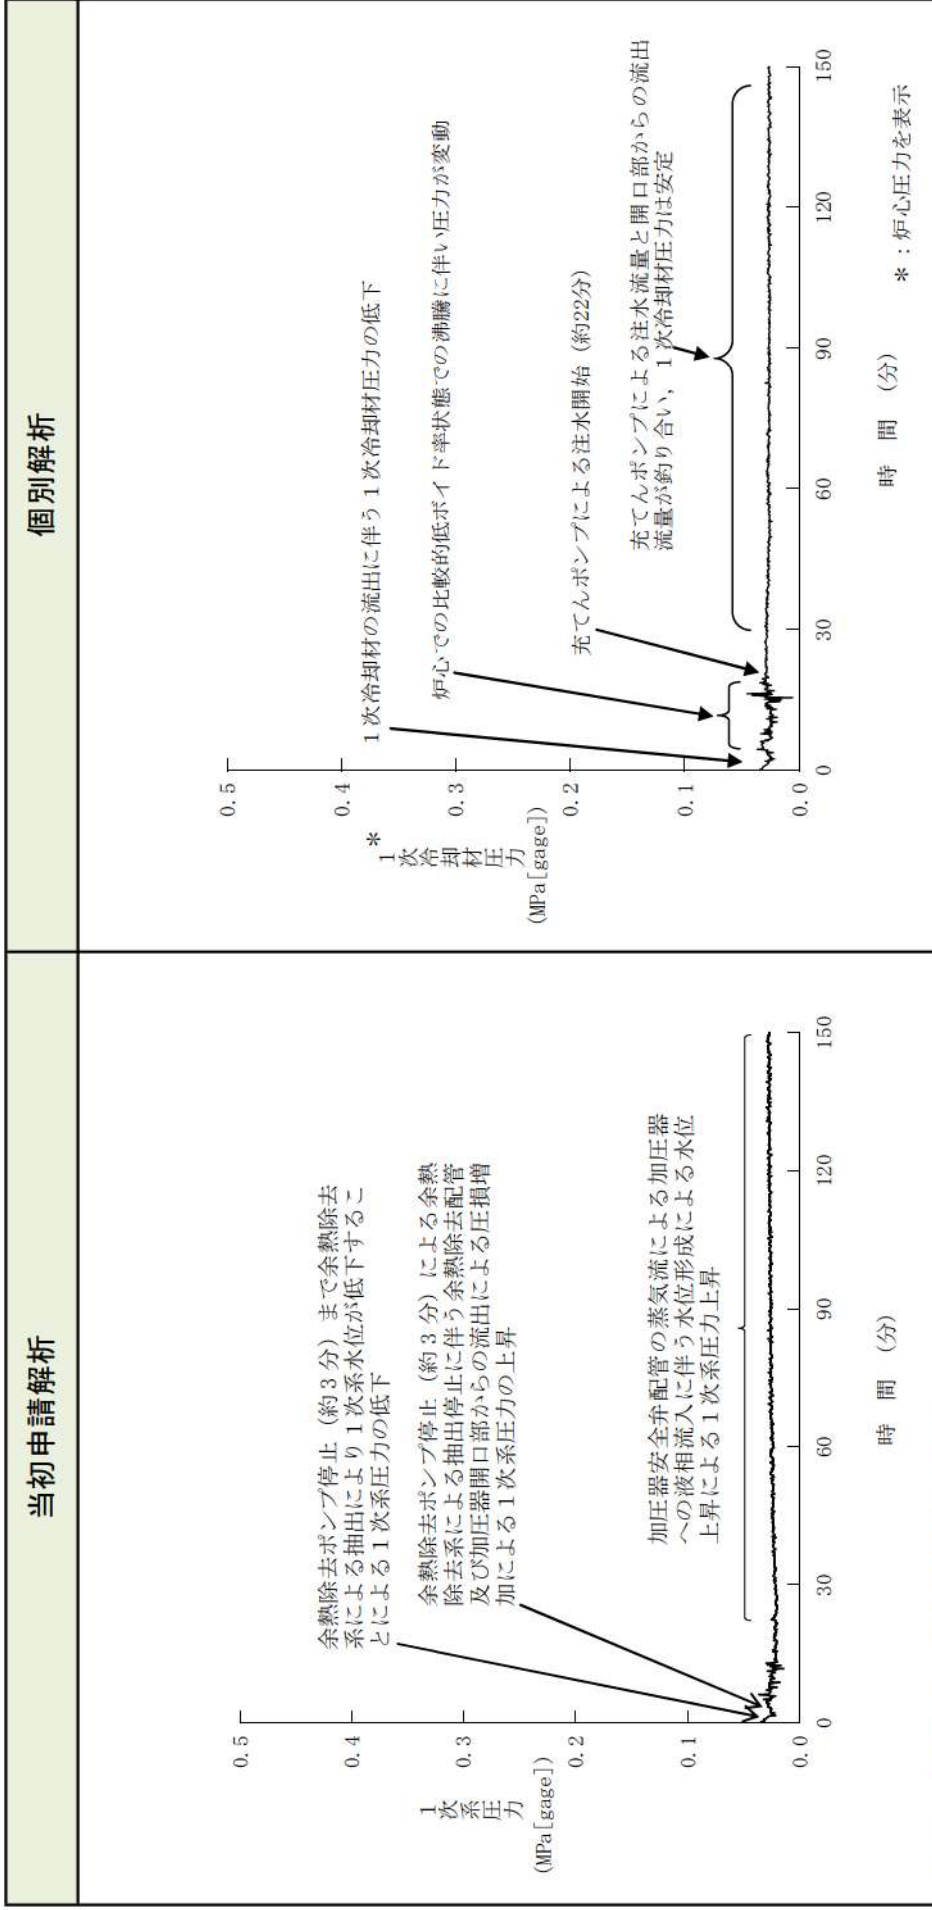 当初申請解析
0.5
0.4
0.3
0.2
0.1
0.0
1次系圧力
(MPa[gage])
余熱除去ポンプ停止（約３分）まで余熱除去
系による抽出により１次系水位が低下するこ
とによる１次系圧力の低下
余熱除去ポンプ停止（約３分）による余熱
除去系による抽出停止に伴う余熱除去配管
及び加圧器開口部からの流出による圧損増
加による１次系圧力の上昇
加圧器安全弁配管の蒸気流による加圧器
への液相流入に伴う水位形成による水位
上昇による１次系圧力上昇
0 30 60 90 120 150
時 間 (分)
個別解析
0.5
0.4
0.3
0.2
0.1
0.0
1次冷却材圧力*
(MPa[gage])
１次冷却材の流出に伴う１次冷却材圧力の低下
炉心での比較的低ボイド率状態での沸騰に伴い圧力が変動
充てんポンプによる注水開始（約22分）
充てんポンプによる注水流量と開口部からの流出
流量が釣り合い，１次冷却材圧力は安定
0 30 60 90 120 150
時 間 (分)
＊：炉心圧力を表示